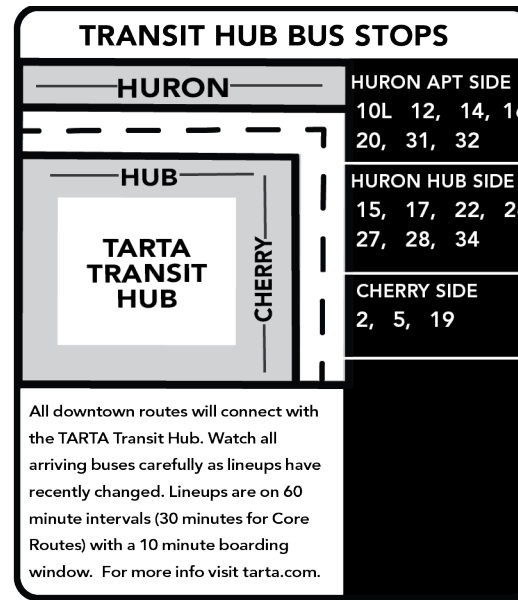 TRANSIT HUB BUS STOPS
HURON
HUB
TARTA
TRANSIT
HUB
CHERRY
HURON APT SIDE
10L 12, 14,
20, 31, 32
HURON HUB SIDE
15, 17, 22,
27, 28, 34
CHERRY SIDE
2, 5, 19
All downtown routes will connect with
the TARTA Transit Hub. Watch all
arriving buses carefully as lineups have
recently changed. Lineups are on 60
minute intervals (30 minutes for Core
Routes) with a 10 minute boarding
window. For more info visit tarta.com.